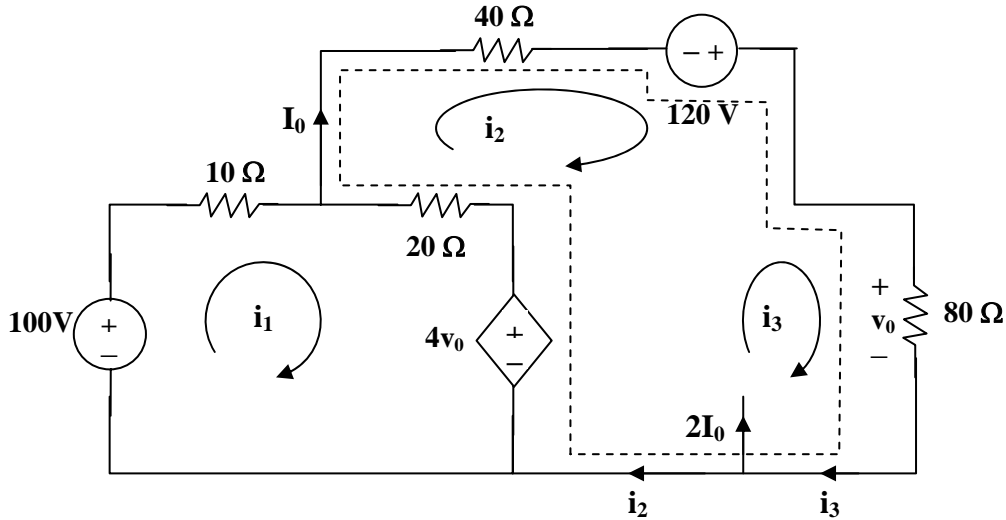 40 Ω
– +
120 V
I₀
i₂
10 Ω
20 Ω
100V
+
–
i₁
4v₀
+
–
i₃
+
v₀
–
80 Ω
2I₀
i₂
i₃